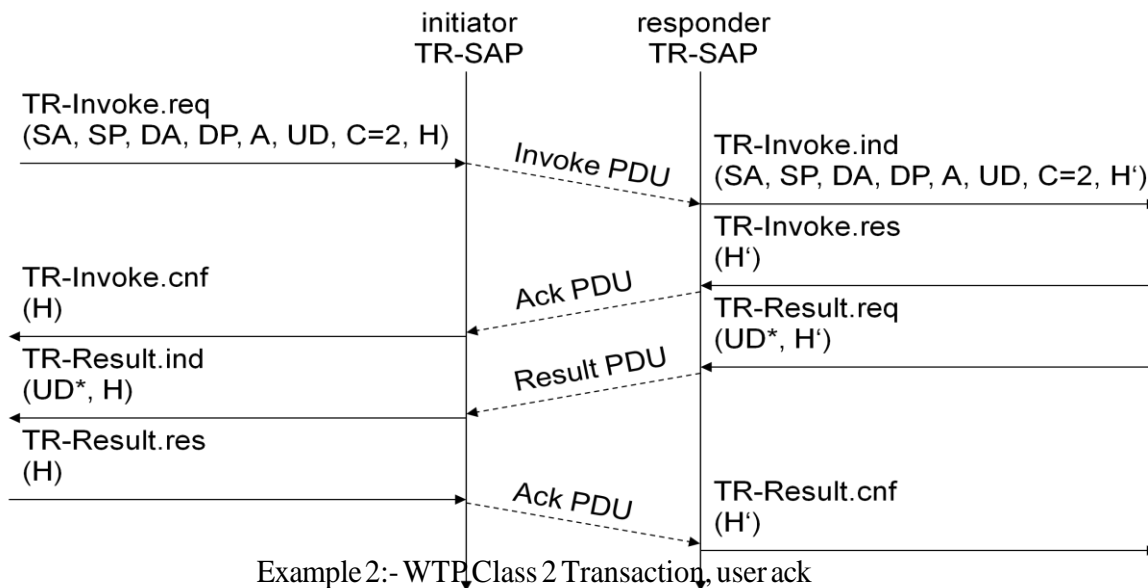 initiator
TR-SAP
responder
TR-SAP
TR-Invoke.req
(SA, SP, DA, DP, A, UD, C=2, H)
Invoke PDU
TR-Invoke.ind
(SA, SP, DA, DP, A, UD, C=2, H‘)
TR-Invoke.res
(H‘)
TR-Invoke.cnf
(H)
Ack PDU
TR-Result.req
(UD*, H‘)
TR-Result.ind
(UD*, H)
Result PDU
TR-Result.res
(H)
Ack PDU
TR-Result.cnf
(H‘)
Example 2:- WTP Class 2 Transaction, user ack